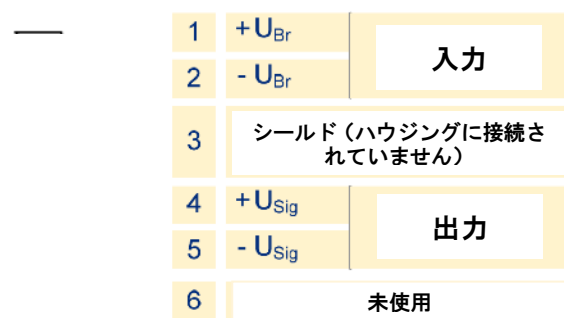 1 +UBr
入力
2 - UBr
3 シールド（ハウジングに接続さ
れていません）
4 +USig
出力
5 - USig
6 未使用